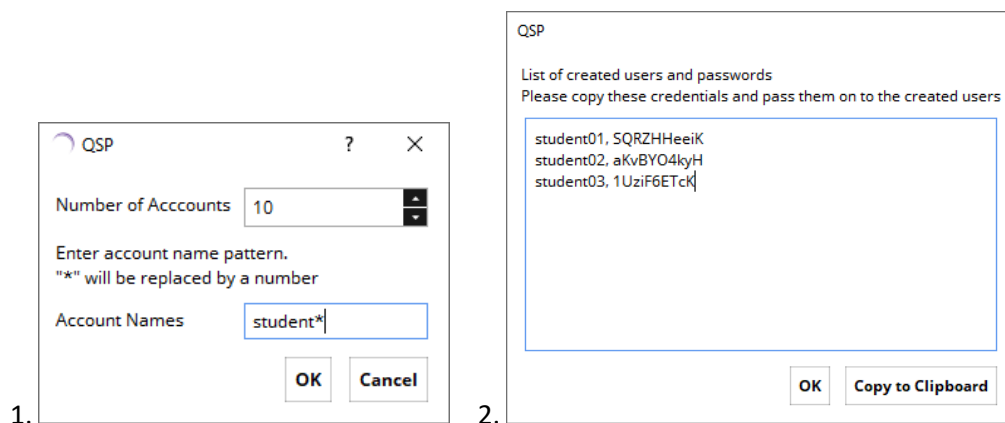 QSP
?
Number of Acccounts
10
Enter account name pattern.
"*" will be replaced by a number
Account Names
student*
OK
Cancel
1.
QSP
List of created users and passwords
Please copy these credentials and pass them on to the created users
student01, SQRZHHeeiK
student02, aKvBYO4kyH
student03, 1UziF6ETcK
OK
Copy to Clipboard
2.